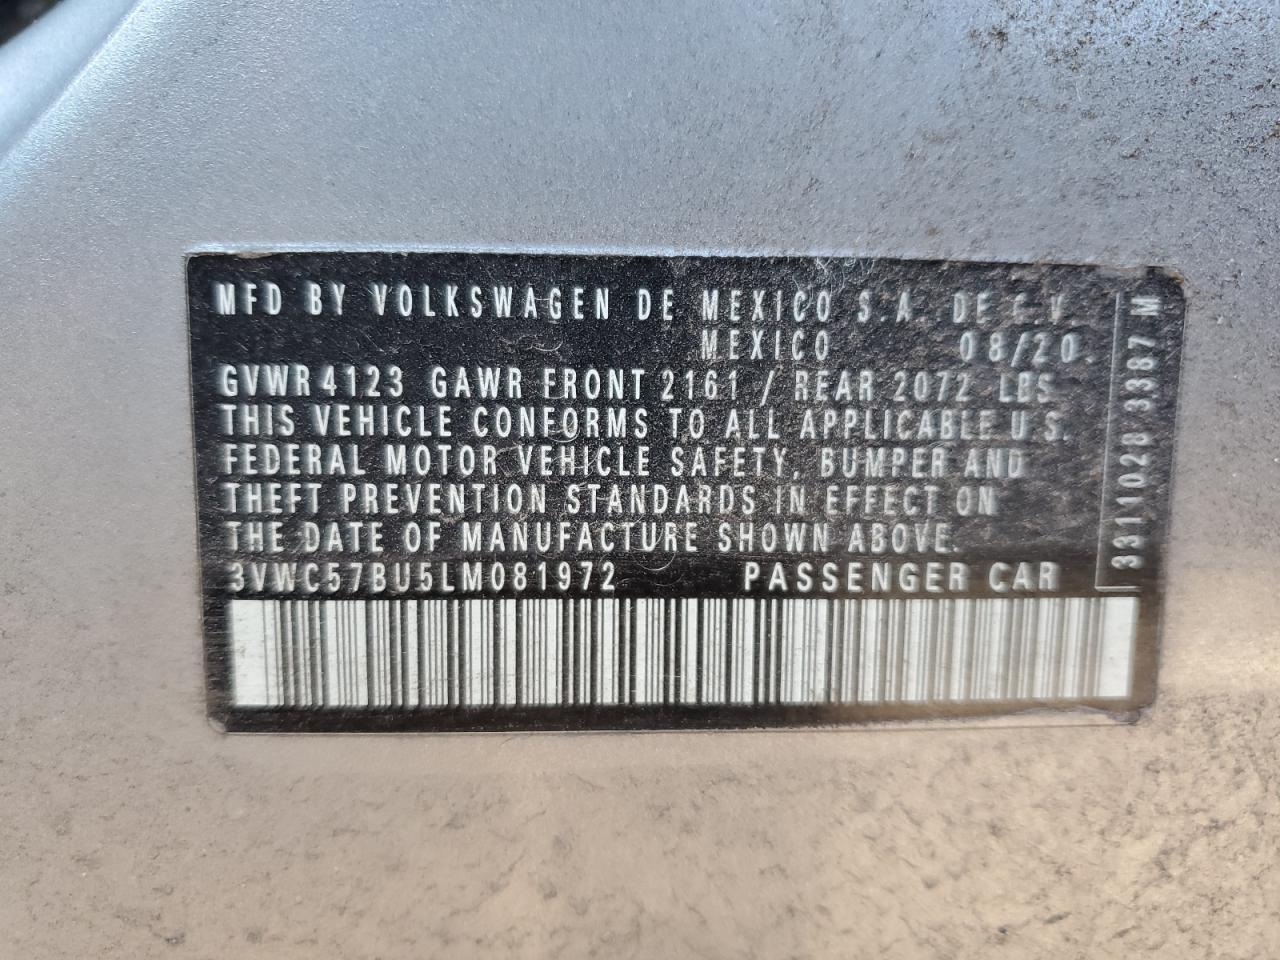 MFD BY VOLKSWAGEN DE MEXICO S.A. DE C.V.
MEXICO 08/20
GVWR 4123 GAWR FRONT 2161 / REAR 2072 LBS
THIS VEHICLE CONFORMS TO ALL APPLICABLE U.S.
FEDERAL MOTOR VEHICLE SAFETY, BUMPER AND
THEFT PREVENTION STANDARDS IN EFFECT ON
THE DATE OF MANUFACTURE SHOWN ABOVE.
3VWC57BU5LM081972 PASSENGER CAR
3311028 3387 M